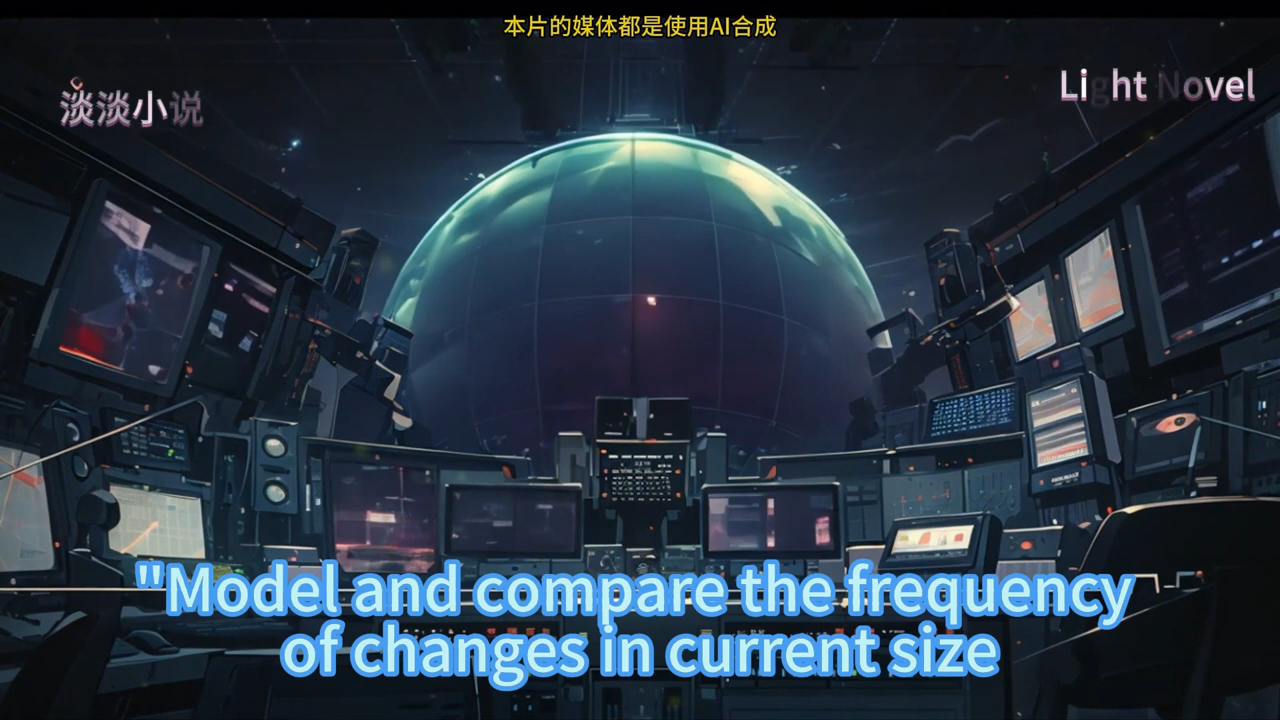 本片的媒体都是使用AI合成
淡淡小说
Light Novel
"Model and compare the frequency
of changes in current size